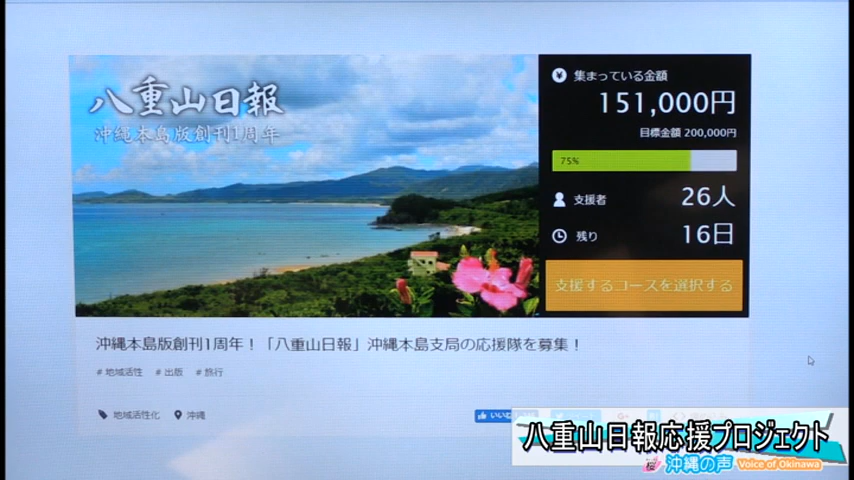 八重山日報
沖縄本島版創刊1周年
集まっている金額
151,000円
目標金額 200,000円
75%
支援者 26人
残り 16日
支援するコースを選択する
沖縄本島版創刊1周年！「八重山日報」沖縄本島支局の応援隊を募集！
# 地域活性 # 出版 # 旅行
地域活性化 沖縄
八重山日報応援プロジェクト
沖縄の声 Voice of Okinawa